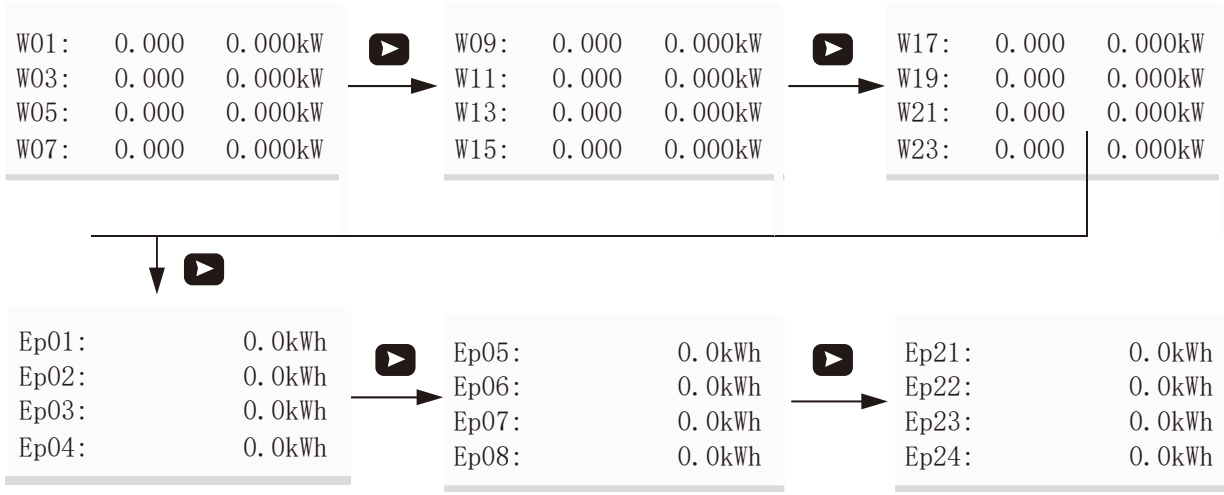 W01: 0.000 0.000kW
W03: 0.000 0.000kW
W05: 0.000 0.000kW
W07: 0.000 0.000kW
W09: 0.000 0.000kW
W11: 0.000 0.000kW
W13: 0.000 0.000kW
W15: 0.000 0.000kW
W17: 0.000 0.000kW
W19: 0.000 0.000kW
W21: 0.000 0.000kW
W23: 0.000 0.000kW
Ep01: 0.0kWh
Ep02: 0.0kWh
Ep03: 0.0kWh
Ep04: 0.0kWh
Ep05: 0.0kWh
Ep06: 0.0kWh
Ep07: 0.0kWh
Ep08: 0.0kWh
Ep21: 0.0kWh
Ep22: 0.0kWh
Ep23: 0.0kWh
Ep24: 0.0kWh